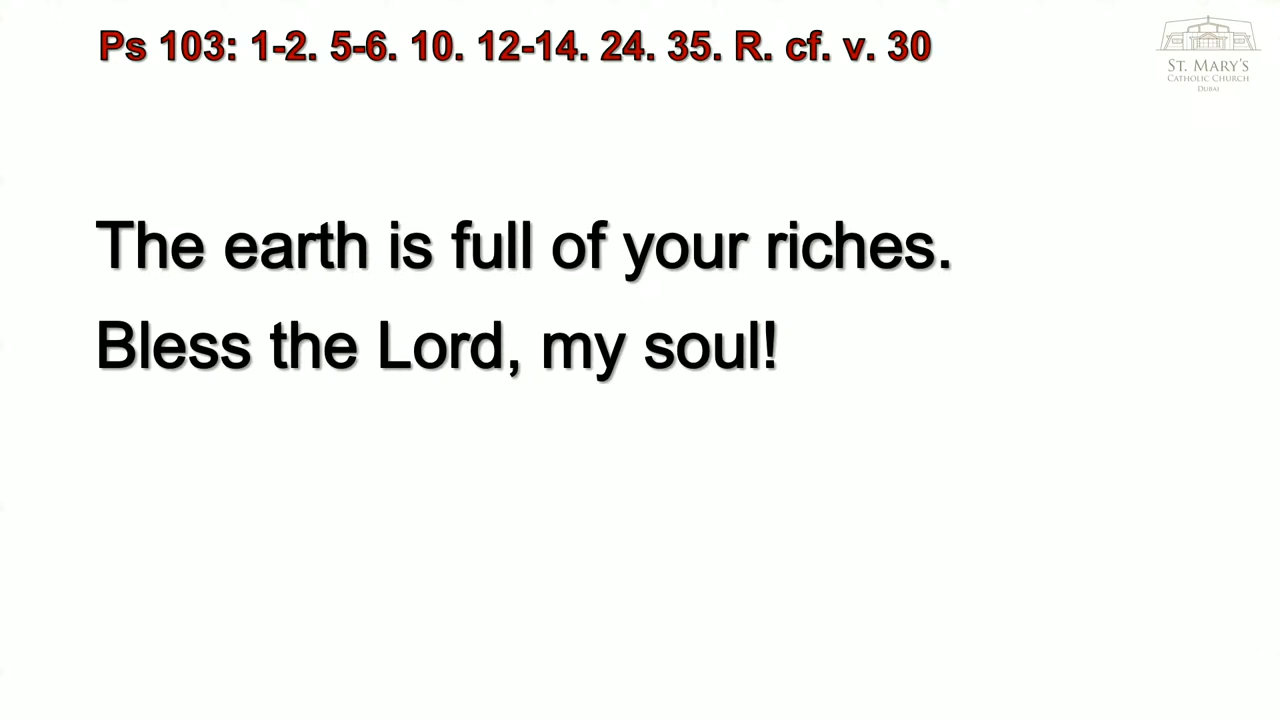 Ps 103: 1-2. 5-6. 10. 12-14. 24. 35. R. cf. v. 30
St. Mary's
Catholic Church
Dubai
The earth is full of your riches.
Bless the Lord, my soul!